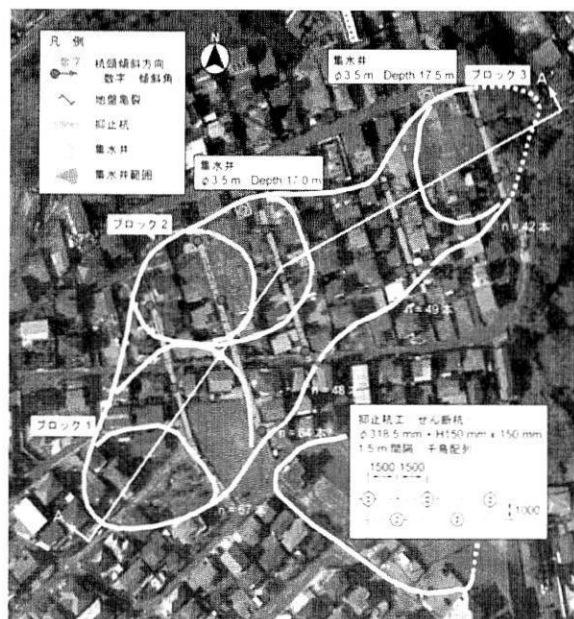 凡 例
数字 杭頭傾斜方向
数字 傾斜角
地盤亀裂
抑止杭
集水井
集水井範囲
N
集水井
φ3.5 m Depth 17.5 m
ブロック 3
A'
集水井
φ3.5 m Depth 17.0 m
ブロック 2
n = 42 本
n = 49 本
n = 48
n = 64 本
ブロック 1
抑止杭工 せん断杭
φ318.5 mm + H150 mm x 150 mm
1.5 m 間隔 千鳥配列
1500 1500
1000
A
n = 67 本